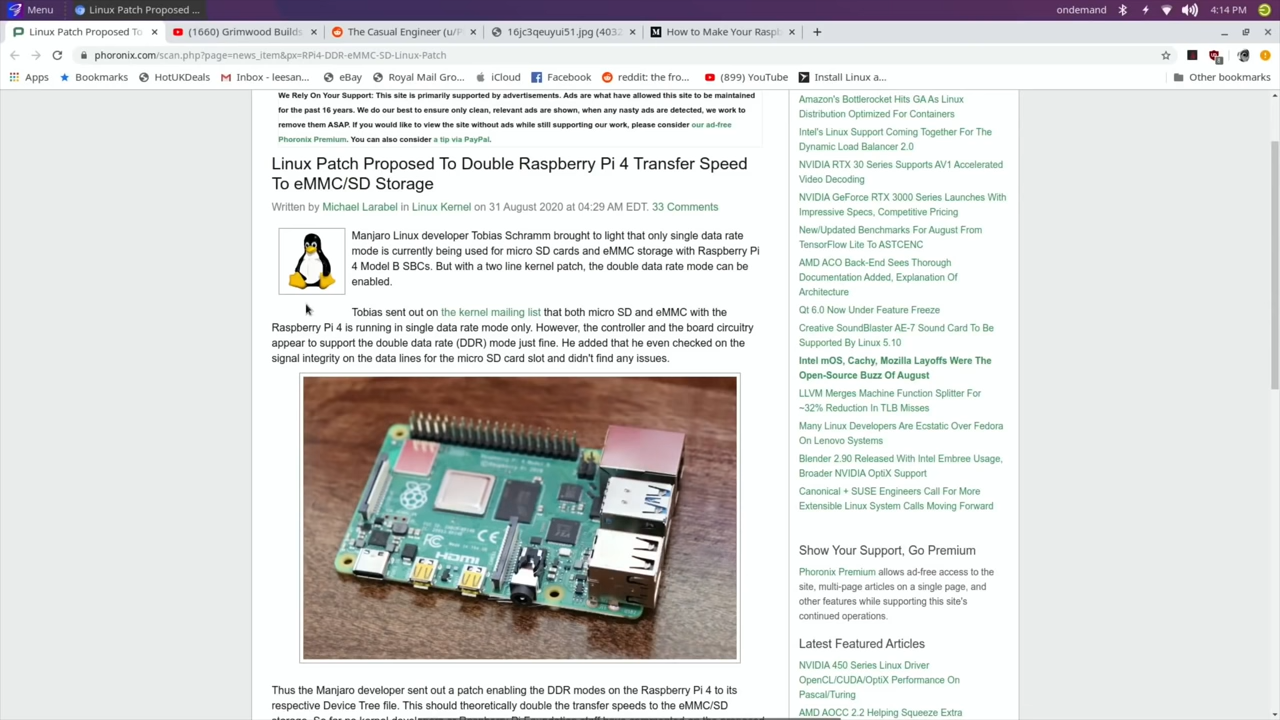 Menu
Linux Patch Proposed ...
ondemand
4:14 PM
Linux Patch Proposed To
(1660) Grimwood Builds
The Casual Engineer (u/P
16jc3qeuyui51.jpg (4032
How to Make Your Raspb
phoronix.com/scan.php?page=news_item&px=RPi4-DDR-eMMC-SD-Linux-Patch
Apps
Bookmarks
HotUKDeals
Inbox - leesan...
eBay
Royal Mail Gro...
iCloud
Facebook
reddit: the fro...
(899) YouTube
Install Linux a...
Other bookmarks
We Rely On Your Support: This site is primarily supported by advertisements. Ads are what have allowed this site to be maintained
for the past 16 years. We do our best to ensure only clean, relevant ads are shown, when any nasty ads are detected, we work to
remove them ASAP. If you would like to view the site without ads while still supporting our work, please consider our ad-free
Phoronix Premium. You can also consider a tip via PayPal.
Linux Patch Proposed To Double Raspberry Pi 4 Transfer Speed
To eMMC/SD Storage
Written by Michael Larabel in Linux Kernel on 31 August 2020 at 04:29 AM EDT. 33 Comments
Manjaro Linux developer Tobias Schramm brought to light that only single data rate
mode is currently being used for micro SD cards and eMMC storage with Raspberry Pi
4 Model B SBCs. But with a two line kernel patch, the double data rate mode can be
enabled.
Tobias sent out on the kernel mailing list that both micro SD and eMMC with the
Raspberry Pi 4 is running in single data rate mode only. However, the controller and the board circuitry
appear to support the double data rate (DDR) mode just fine. He added that he even checked on the
signal integrity on the data lines for the micro SD card slot and didn't find any issues.
HDMI
CE
Thus the Manjaro developer sent out a patch enabling the DDR modes on the Raspberry Pi 4 to its
respective Device Tree file. This should theoretically double the transfer speeds to the eMMC/SD
Amazon's Bottlerocket Hits GA As Linux
Distribution Optimized For Containers
Intel's Linux Support Coming Together For The
Dynamic Load Balancer 2.0
NVIDIA RTX 30 Series Supports AV1 Accelerated
Video Decoding
NVIDIA GeForce RTX 3000 Series Launches With
Impressive Specs, Competitive Pricing
New/Updated Benchmarks For August From
TensorFlow Lite To ASTCENC
AMD ACO Back-End Sees Thorough
Documentation Added, Explanation Of
Architecture
Qt 6.0 Now Under Feature Freeze
Creative SoundBlaster AE-7 Sound Card To Be
Supported By Linux 5.10
Intel mOS, Cachy, Mozilla Layoffs Were The
Open-Source Buzz Of August
LLVM Merges Machine Function Splitter For
~32% Reduction In TLB Misses
Many Linux Developers Are Ecstatic Over Fedora
On Lenovo Systems
Blender 2.90 Released With Intel Embree Usage,
Broader NVIDIA OptiX Support
Canonical + SUSE Engineers Call For More
Extensible Linux System Calls Moving Forward
Show Your Support, Go Premium
Phoronix Premium allows ad-free access to the
site, multi-page articles on a single page, and
other features while supporting this site's
continued operations.
Latest Featured Articles
NVIDIA 450 Series Linux Driver
OpenCL/CUDA/OptiX Performance On
Pascal/Turing
AMD AOCC 2.2 Helping Squeeze Extra